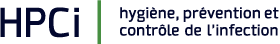 HPCi
hygiène, prévention et
contrôle de l'infection